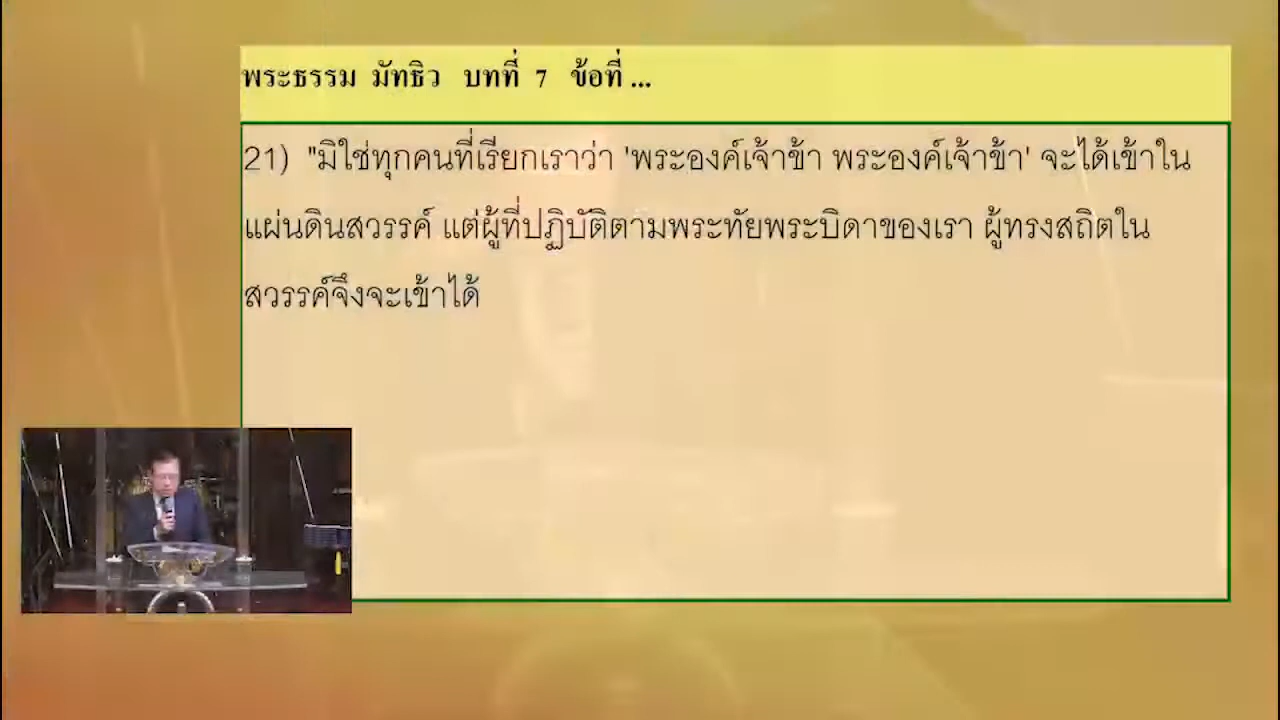 พระธรรม มัทธิว บทที่ 7 ข้อที่ ...
21) "มิใช่ทุกคนที่เรียกเราว่า 'พระองค์เจ้าข้า พระองค์เจ้าข้า' จะได้เข้าใน
แผ่นดินสวรรค์ แต่ผู้ที่ปฏิบัติตามพระทัยพระบิดาของเรา ผู้ทรงสถิตใน
สวรรค์จึงจะเข้าได้